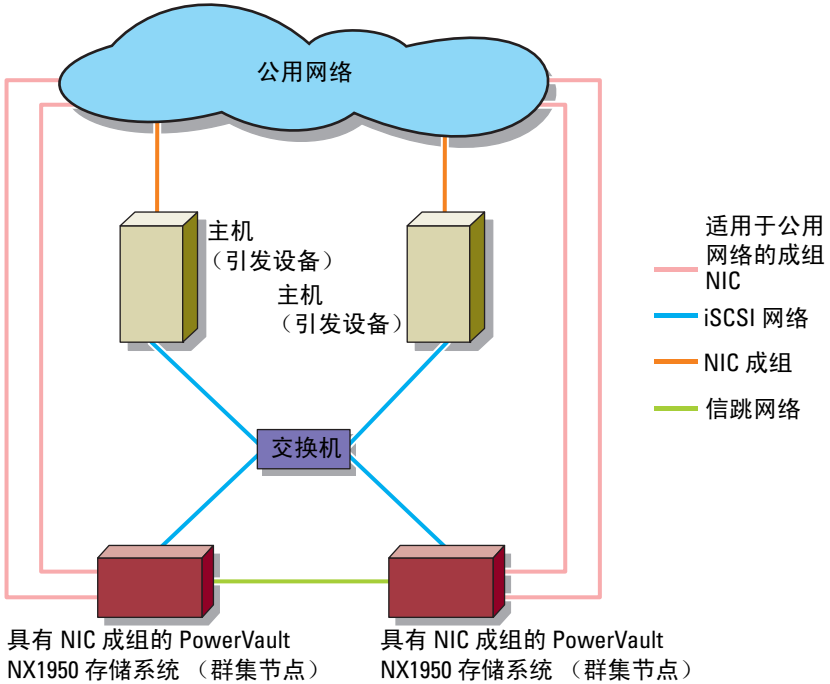 公用网络
主机
（引发设备）
主机
（引发设备）
适用于公用
网络的成组
NIC
iSCSI 网络
NIC 成组
信跳网络
交换机
具有 NIC 成组的 PowerVault
NX1950 存储系统 （群集节点）
具有 NIC 成组的 PowerVault
NX1950 存储系统 （群集节点）